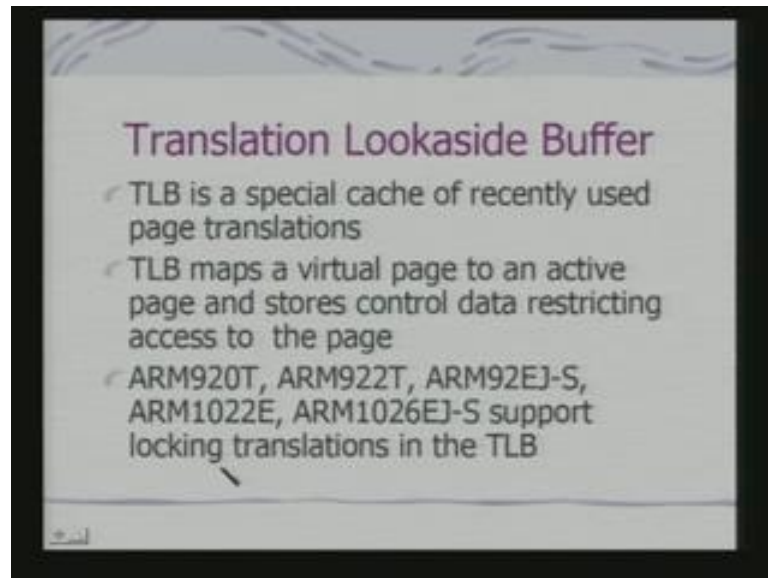 Translation Lookaside Buffer
TLB is a special cache of recently used
page translations
TLB maps a virtual page to an active
page and stores control data restricting
access to the page
ARM920T, ARM922T, ARM92EJ-S,
ARM1022E, ARM1026EJ-S support
locking translations in the TLB